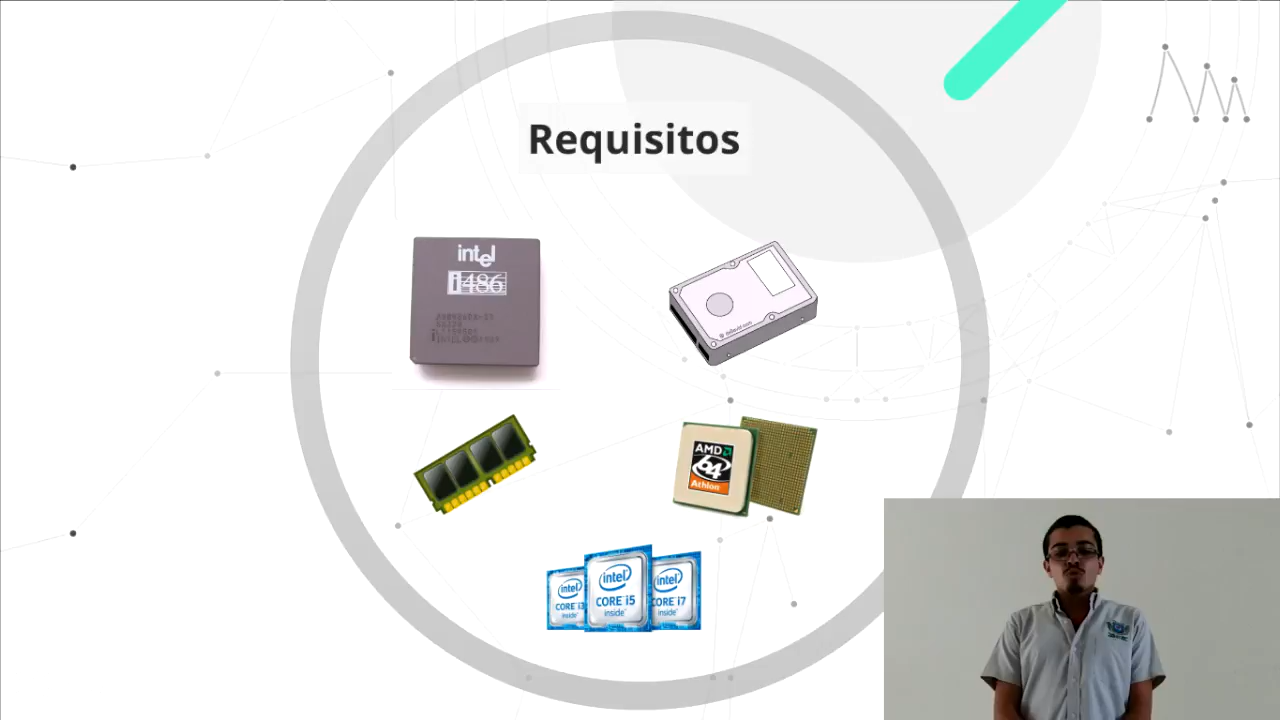 Requisitos
intel
i486
AMD
64
Athlon
intel
CORE i3
inside
intel
CORE i5
inside
intel
CORE i7
inside